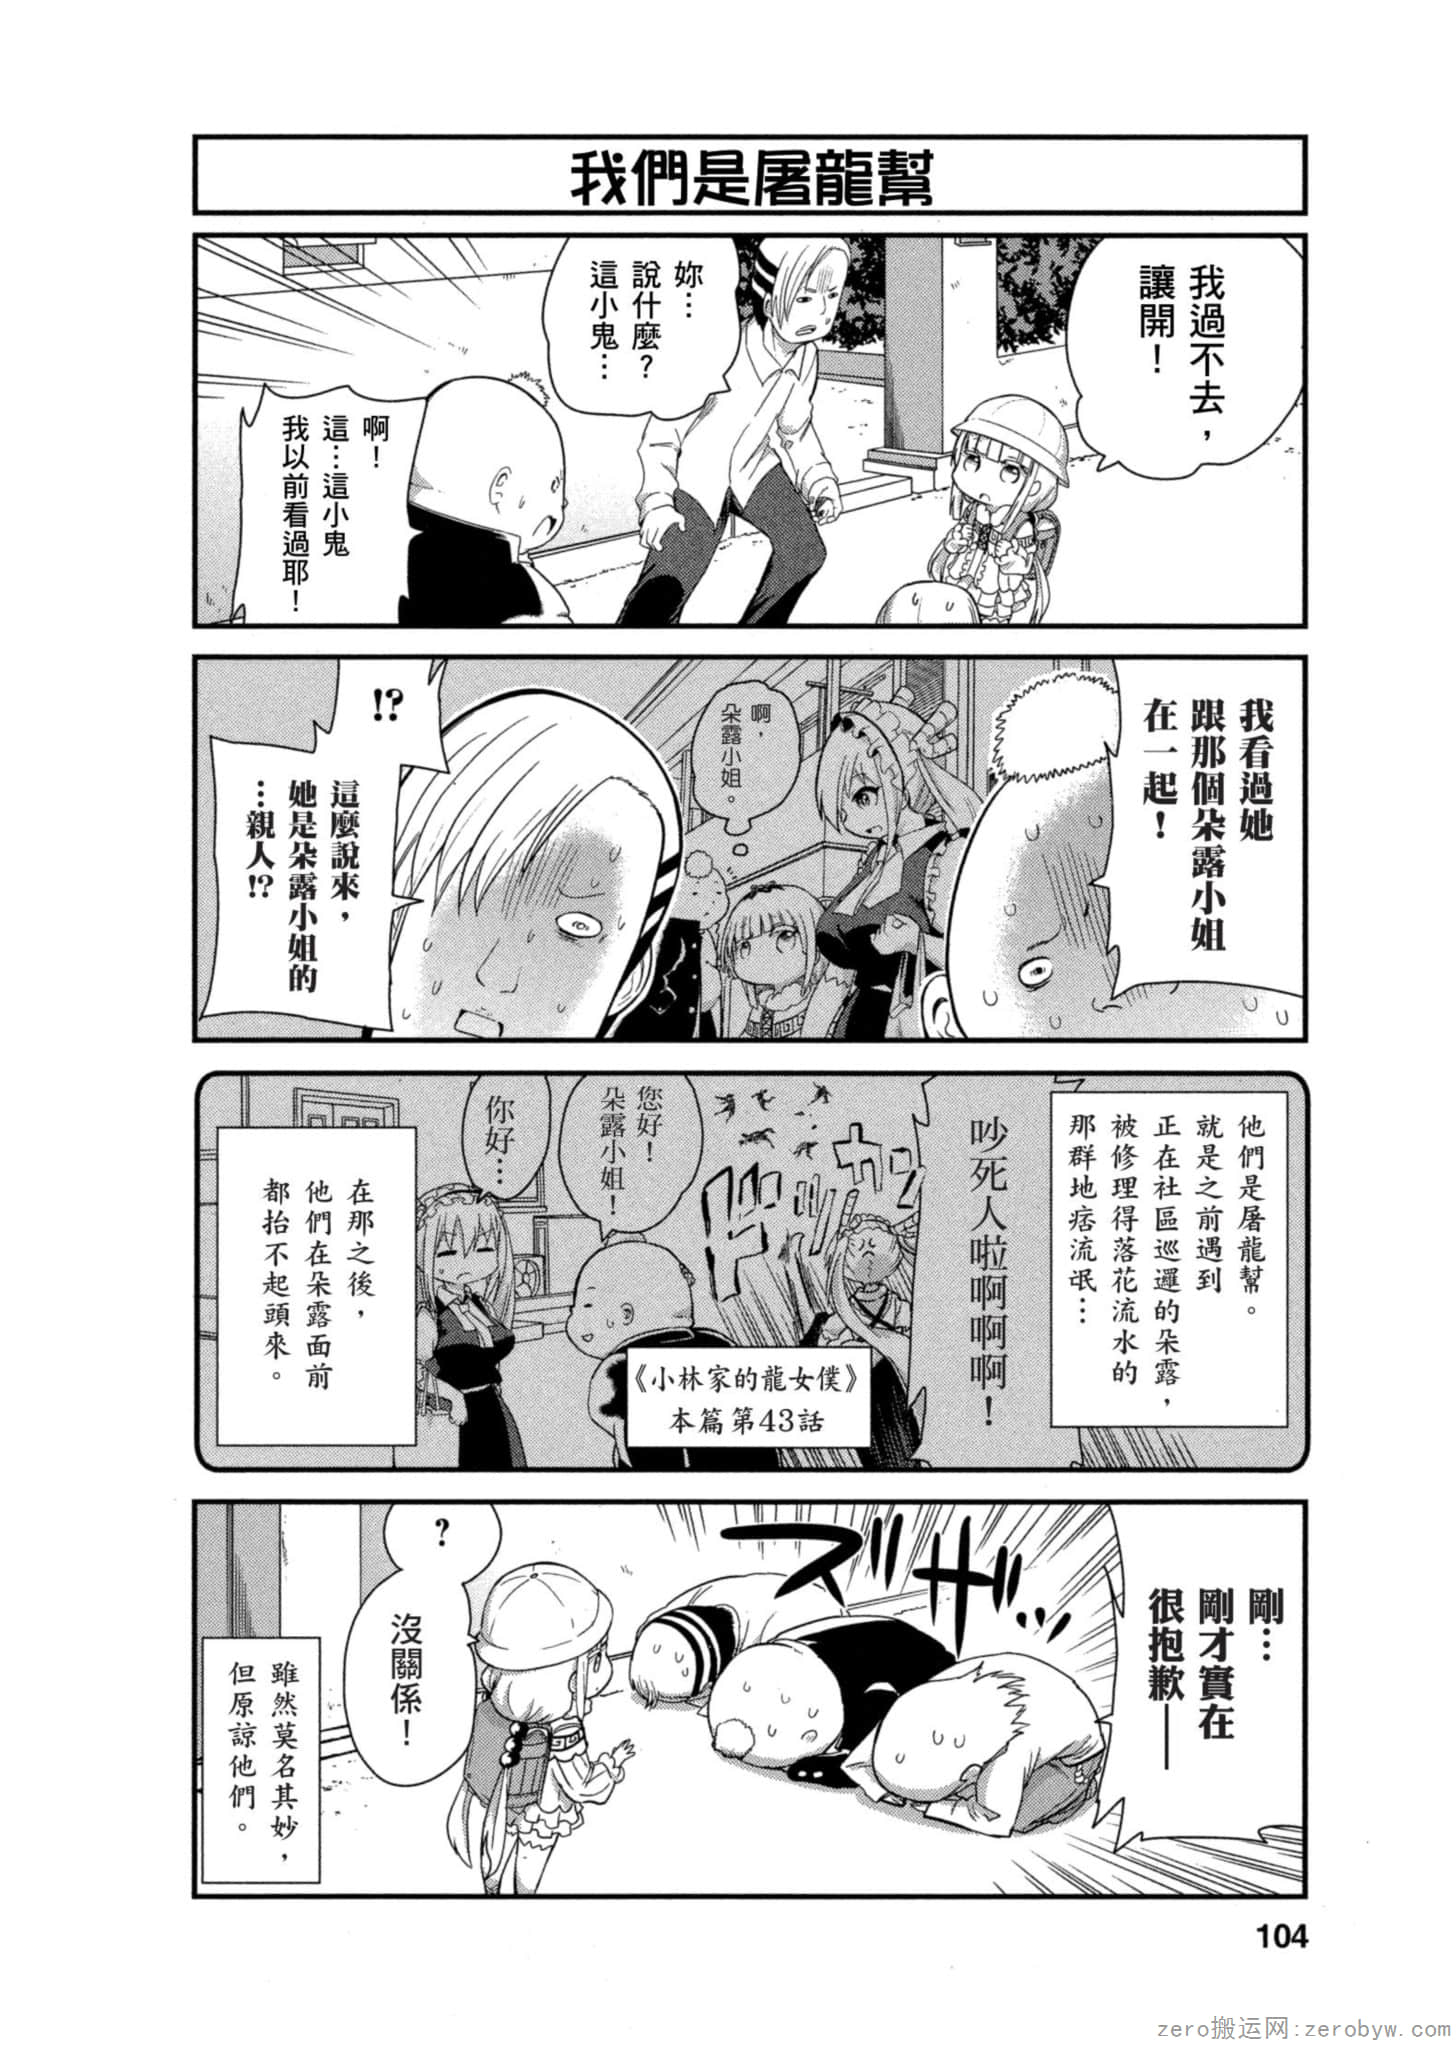 我們是屠龍幫
我過不去，
讓開！
妳…
說什麼？
這小鬼…
啊！
這…這小鬼
我以前看過耶！
我看過她
跟那個朵露小姐
在一起！
啊，
朵露小姐。
!?
這麼說來，
她是朵露小姐的
…親人!?
他們是屠龍幫。
就是之前遇到
正在社區巡邏的朵露，
被修理得落花流水的
那群地痞流氓…
吵死人啦啊啊啊！
ガン
ドドドド
您好！
朵露小姐！
你好…
《小林家的龍女僕》
本篇第43話
在那之後，
他們在朵露面前
都抬不起頭來。
剛…
剛才實在
很抱歉——
ズザザ
？
沒關係！
雖然莫名其妙，
但原諒他們。
104
zero搬运网:zerobyw.com